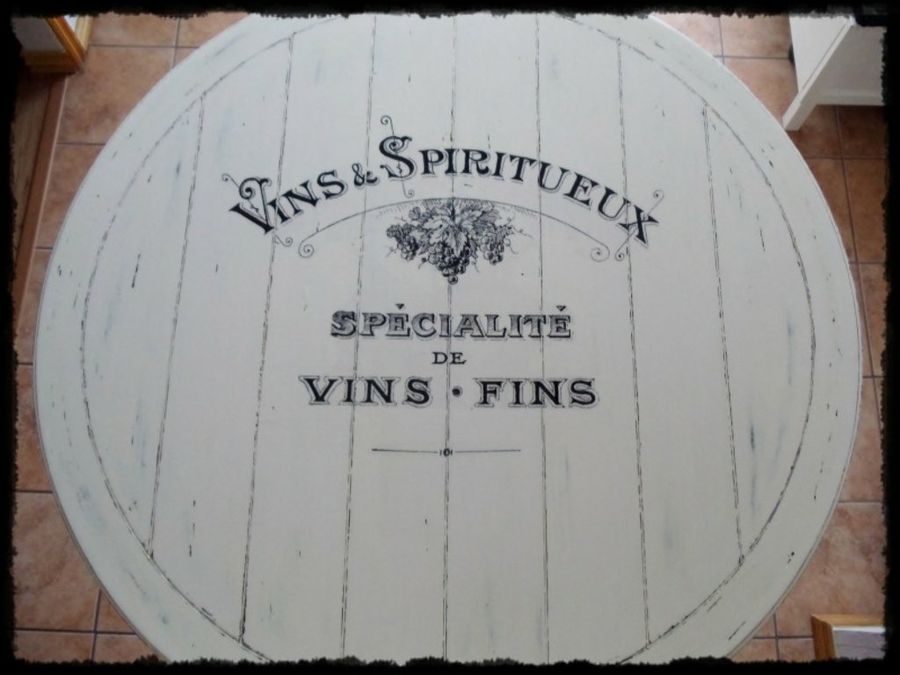 VINS & SPIRITUEUX
SPÉCIALITÉ
DE
VINS · FINS